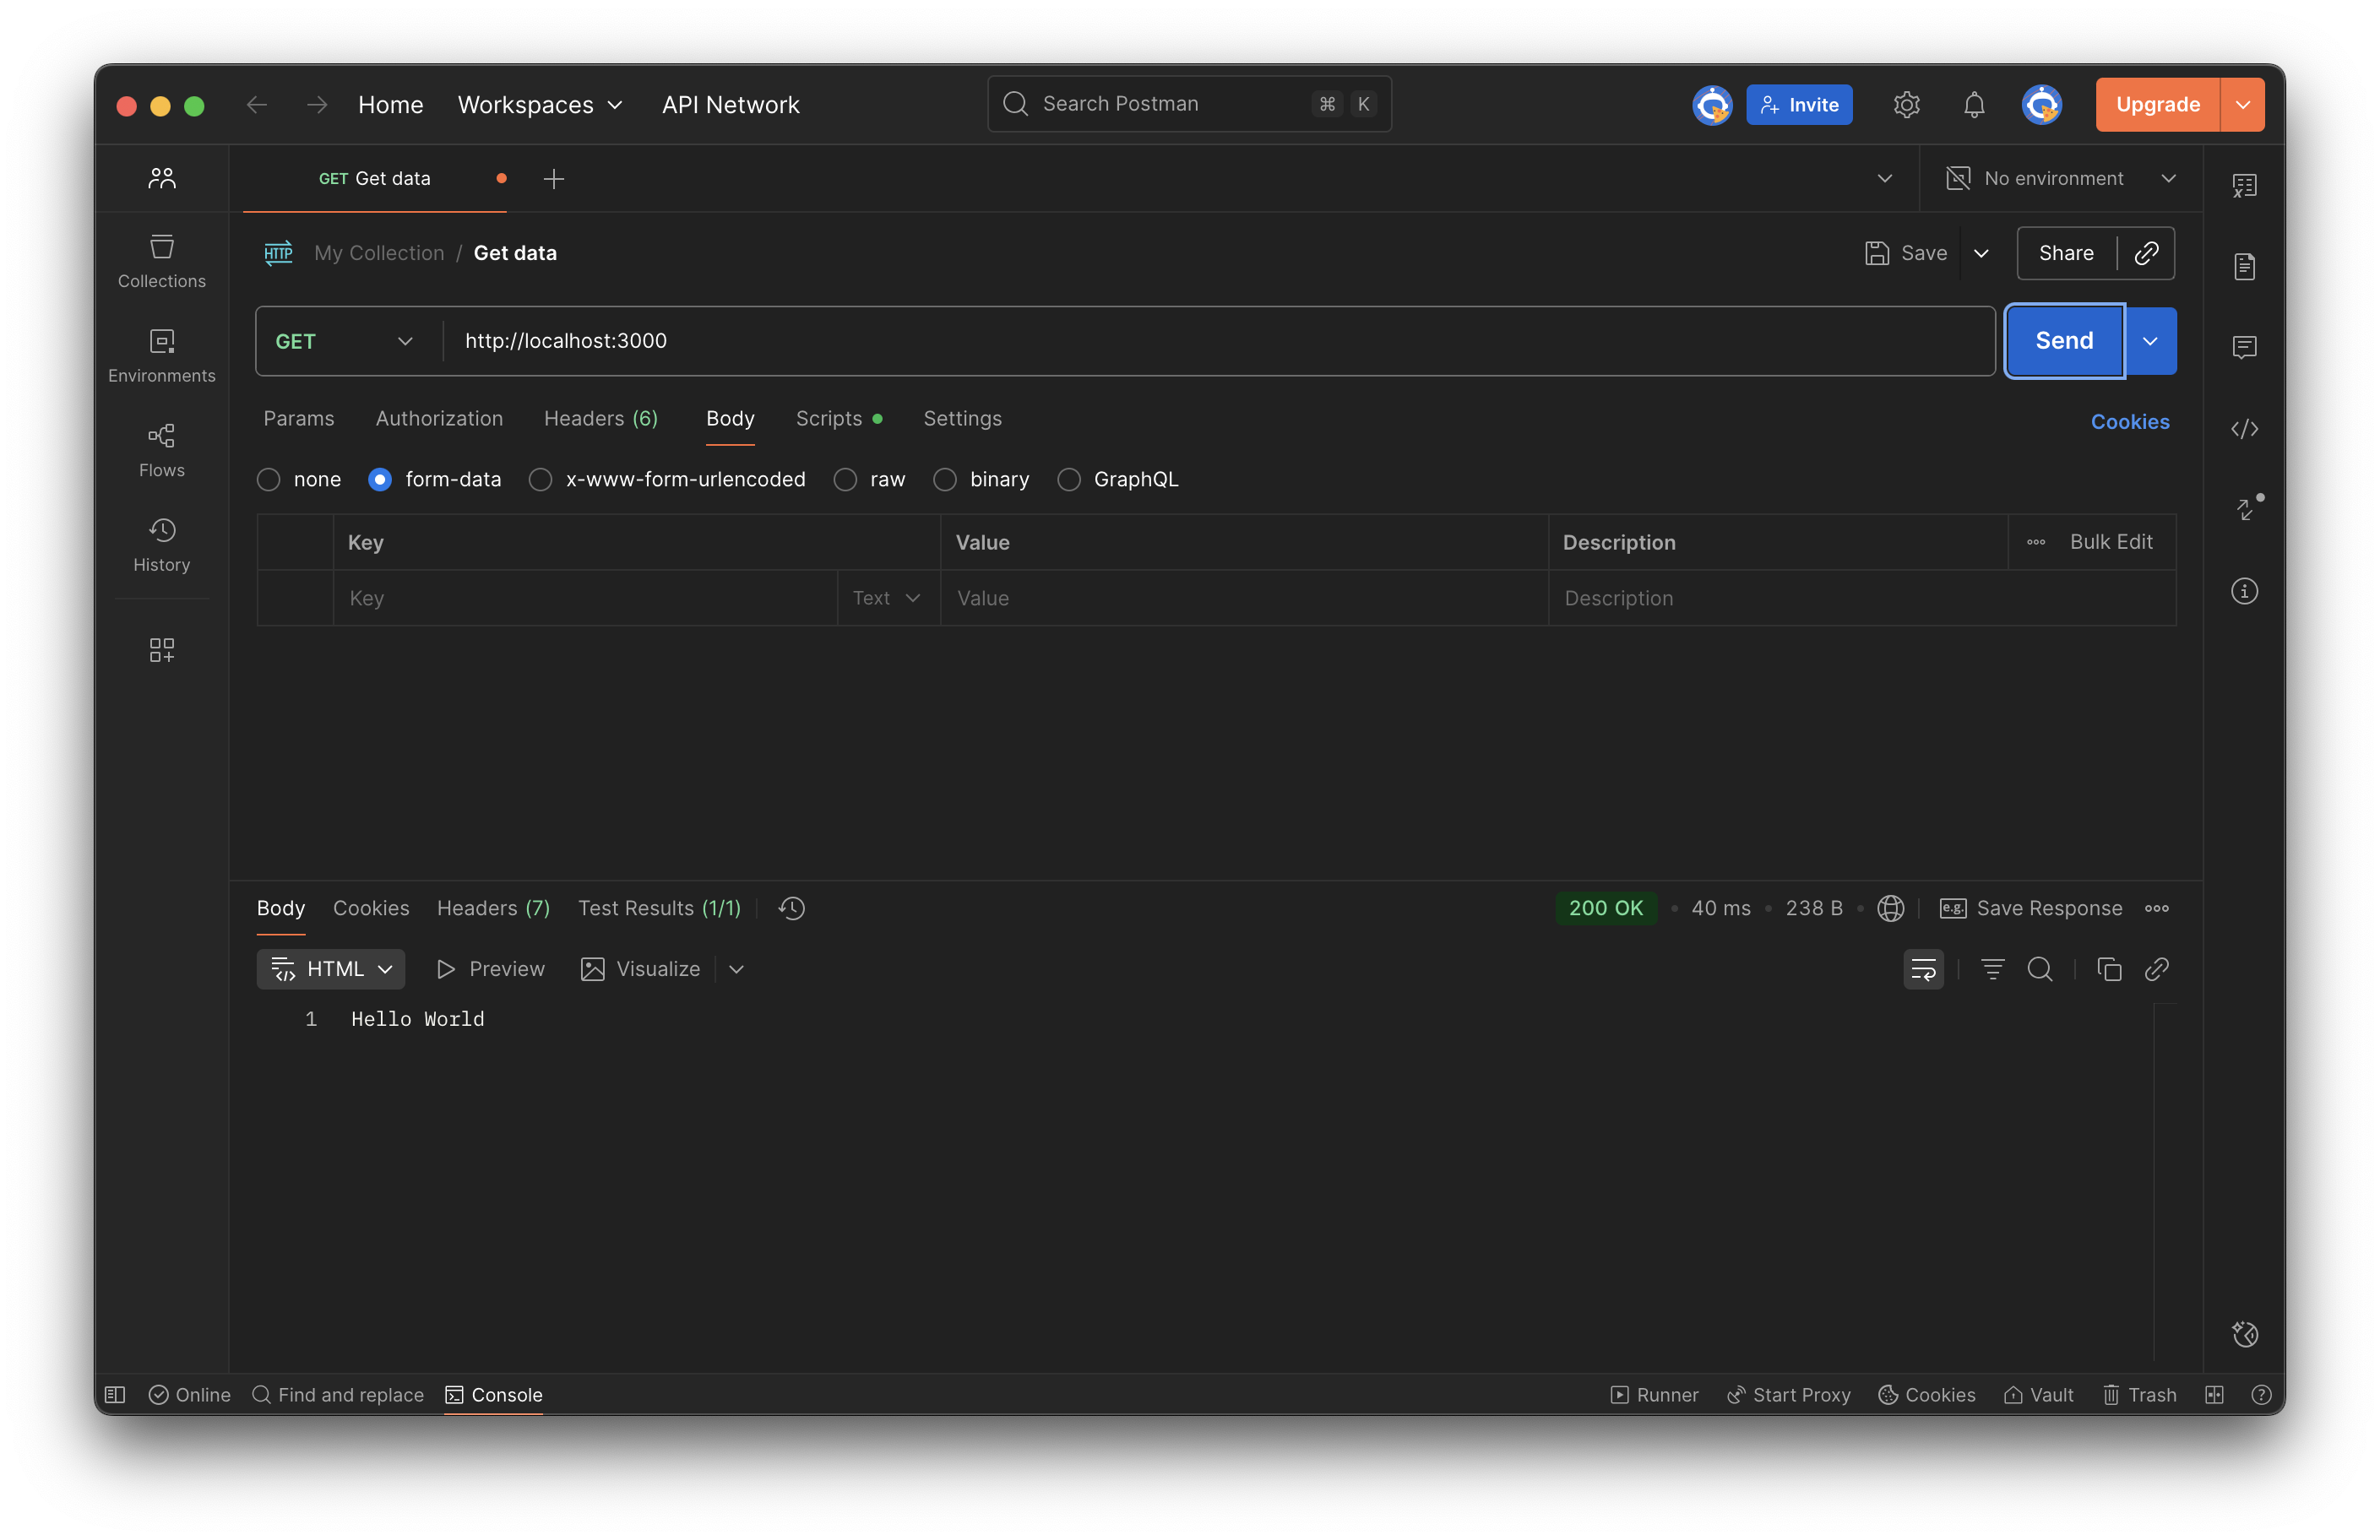 Home Workspaces API Network Search Postman ⌘ K Invite Upgrade
GET Get data No environment
HTTP My Collection / Get data Save Share
Collections
GET http://localhost:3000 Send
Environments
Params Authorization Headers (6) Body Scripts Settings Cookies
Flows
none form-data x-www-form-urlencoded raw binary GraphQL
History
Key Value Description Bulk Edit
Key Text Value Description
Body Cookies Headers (7) Test Results (1/1) 200 OK • 40 ms • 238 B • e.g. Save Response
HTML Preview Visualize
1 Hello World
Online Find and replace Console Runner Start Proxy Cookies Vault Trash